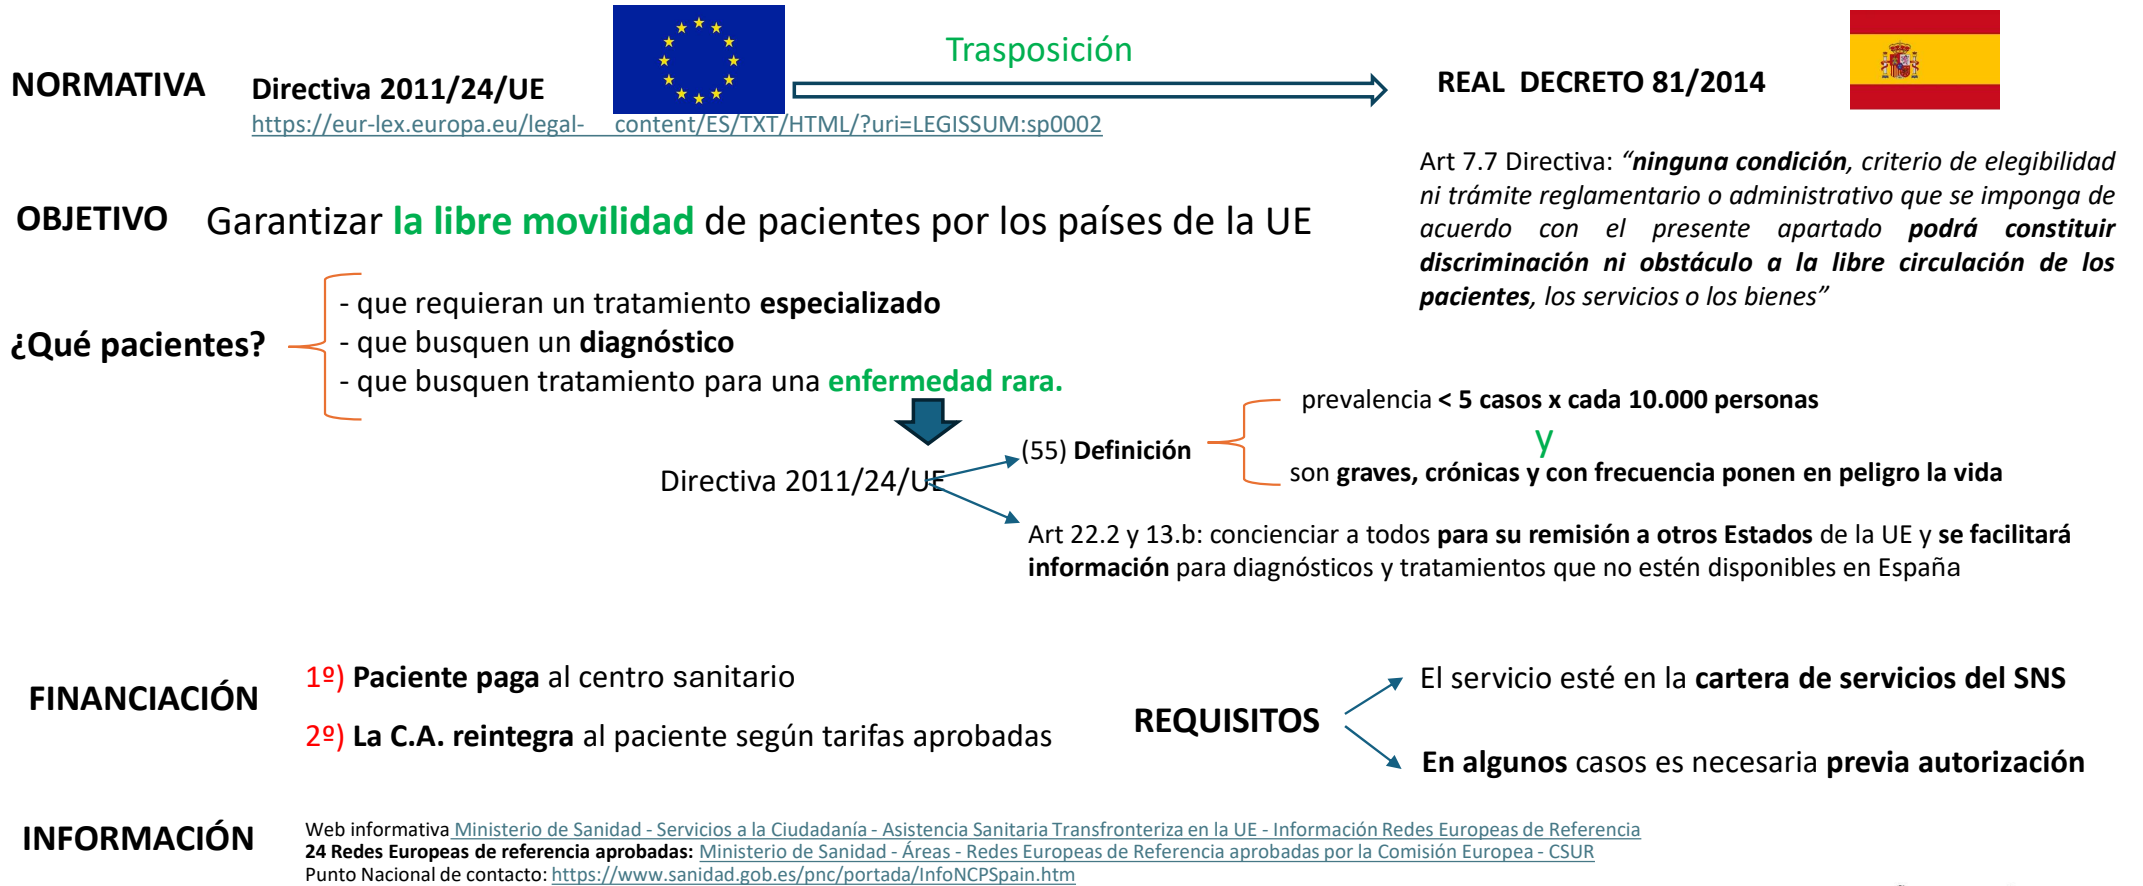 NORMATIVA
Directiva 2011/24/UE
https://eur-lex.europa.eu/legal- content/ES/TXT/HTML/?uri=LEGISSUM:sp0002
Trasposición
REAL DECRETO 81/2014
Art 7.7 Directiva: “ninguna condición, criterio de elegibilidad
ni trámite reglamentario o administrativo que se imponga de
acuerdo con el presente apartado podrá constituir
discriminación ni obstáculo a la libre circulación de los
pacientes, los servicios o los bienes”
OBJETIVO Garantizar la libre movilidad de pacientes por los países de la UE
¿Qué pacientes?
- que requieran un tratamiento especializado
- que busquen un diagnóstico
- que busquen tratamiento para una enfermedad rara.
Directiva 2011/24/UE
(55) Definición
prevalencia < 5 casos x cada 10.000 personas
y
son graves, crónicas y con frecuencia ponen en peligro la vida
Art 22.2 y 13.b: concienciar a todos para su remisión a otros Estados de la UE y se facilitará
información para diagnósticos y tratamientos que no estén disponibles en España
FINANCIACIÓN
1º) Paciente paga al centro sanitario
2º) La C.A. reintegra al paciente según tarifas aprobadas
REQUISITOS
El servicio esté en la cartera de servicios del SNS
En algunos casos es necesaria previa autorización
INFORMACIÓN
Web informativa Ministerio de Sanidad - Servicios a la Ciudadanía - Asistencia Sanitaria Transfronteriza en la UE - Información Redes Europeas de Referencia
24 Redes Europeas de referencia aprobadas: Ministerio de Sanidad - Áreas - Redes Europeas de Referencia aprobadas por la Comisión Europea - CSUR
Punto Nacional de contacto: https://www.sanidad.gob.es/pnc/portada/InfoNCPSpain.htm